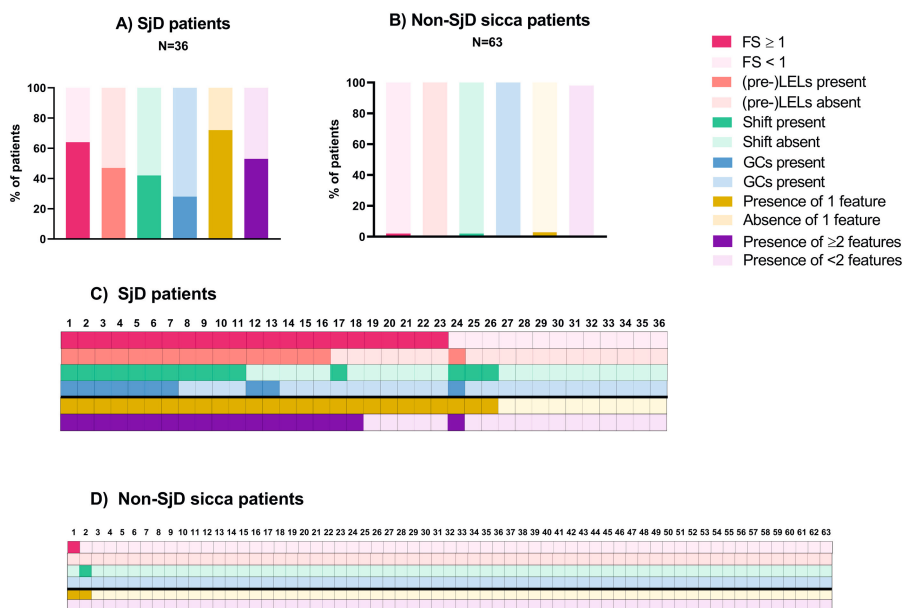 A) SjD patients
N=36
% of patients
100
80
60
40
20
0
B) Non-SjD sicca patients
N=63
% of patients
100
80
60
40
20
0
FS ≥ 1
FS < 1
(pre-)LELs present
(pre-)LELs absent
Shift present
Shift absent
GCs present
GCs present
Presence of 1 feature
Absence of 1 feature
Presence of ≥2 features
Presence of <2 features
C) SjD patients
1 2 3 4 5 6 7 8 9 10 11 12 13 14 15 16 17 18 19 20 21 22 23 24 25 26 27 28 29 30 31 32 33 34 35 36
D) Non-SjD sicca patients
1 2 3 4 5 6 7 8 9 10 11 12 13 14 15 16 17 18 19 20 21 22 23 24 25 26 27 28 29 30 31 32 33 34 35 36 37 38 39 40 41 42 43 44 45 46 47 48 49 50 51 52 53 54 55 56 57 58 59 60 61 62 63